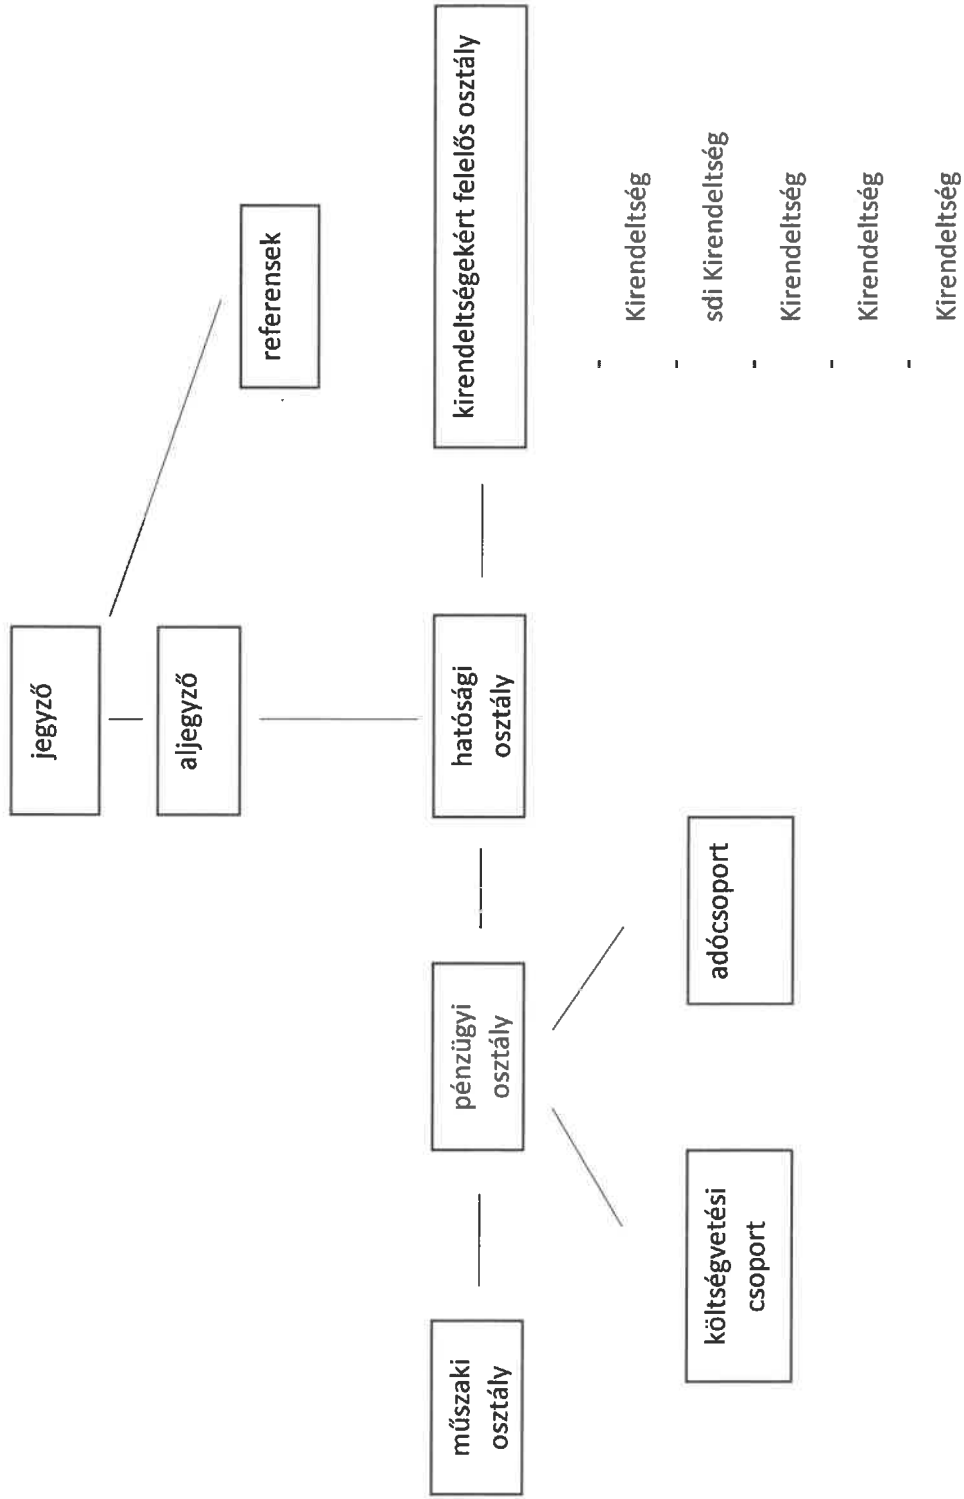 jegyző
aljegyző
referensek
műszaki
osztály
pénzügyi
osztály
hatósági
osztály
kirendeltségekért felelős osztály
költségvetési
csoport
adócsoport
- Kirendeltség
- sdi Kirendeltség
- Kirendeltség
- Kirendeltség
- Kirendeltség